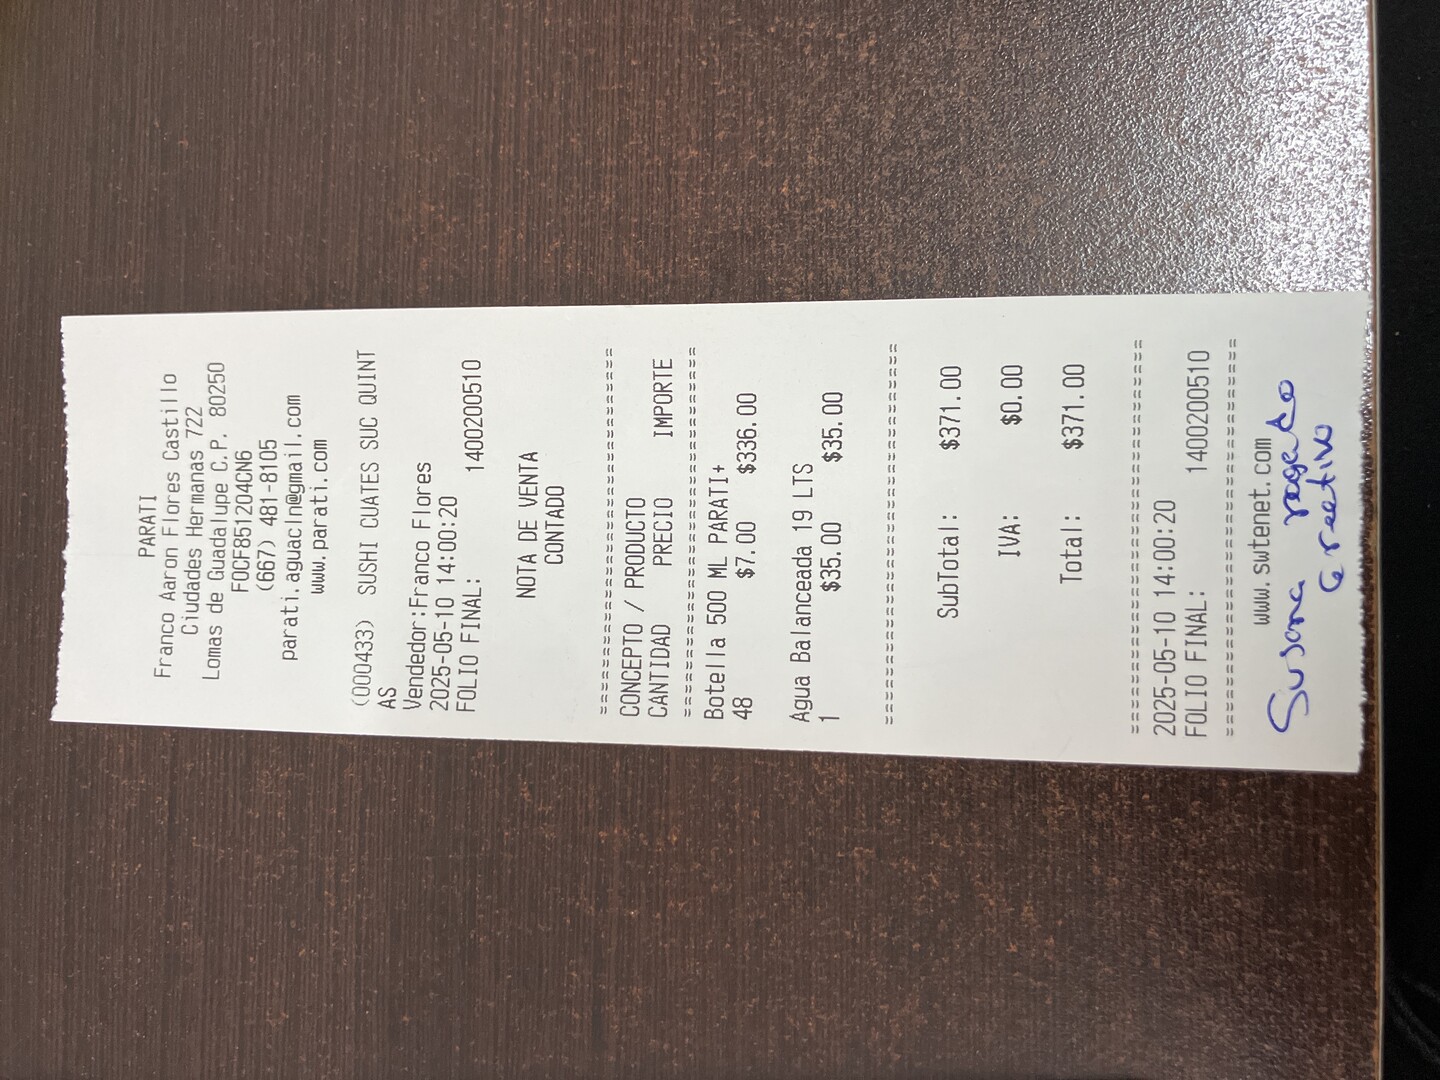 PARATI
Franco Aaron Flores Castillo
Ciudades Hermanas 722
Lomas de Guadalupe C.P. 80250
FOCF851204CN6
(667) 481-8105
parati.aguacln@gmail.com
www.parati.com
(000433) SUSHI CUATES SUC QUINT
AS
Vendedor:Franco Flores
2025-05-10 14:00:20
FOLIO FINAL: 1400200510
NOTA DE VENTA
CONTADO
===================================
CONCEPTO / PRODUCTO
CANTIDAD PRECIO IMPORTE
===================================
Botella 500 ML PARATI+
48 $7.00 $336.00
Agua Balanceada 19 LTS
1 $35.00 $35.00
===================================
SubTotal: $371.00
IVA: $0.00
Total: $371.00
===================================
2025-05-10 14:00:20
FOLIO FINAL: 1400200510
===================================
www.swtenet.com
Susana